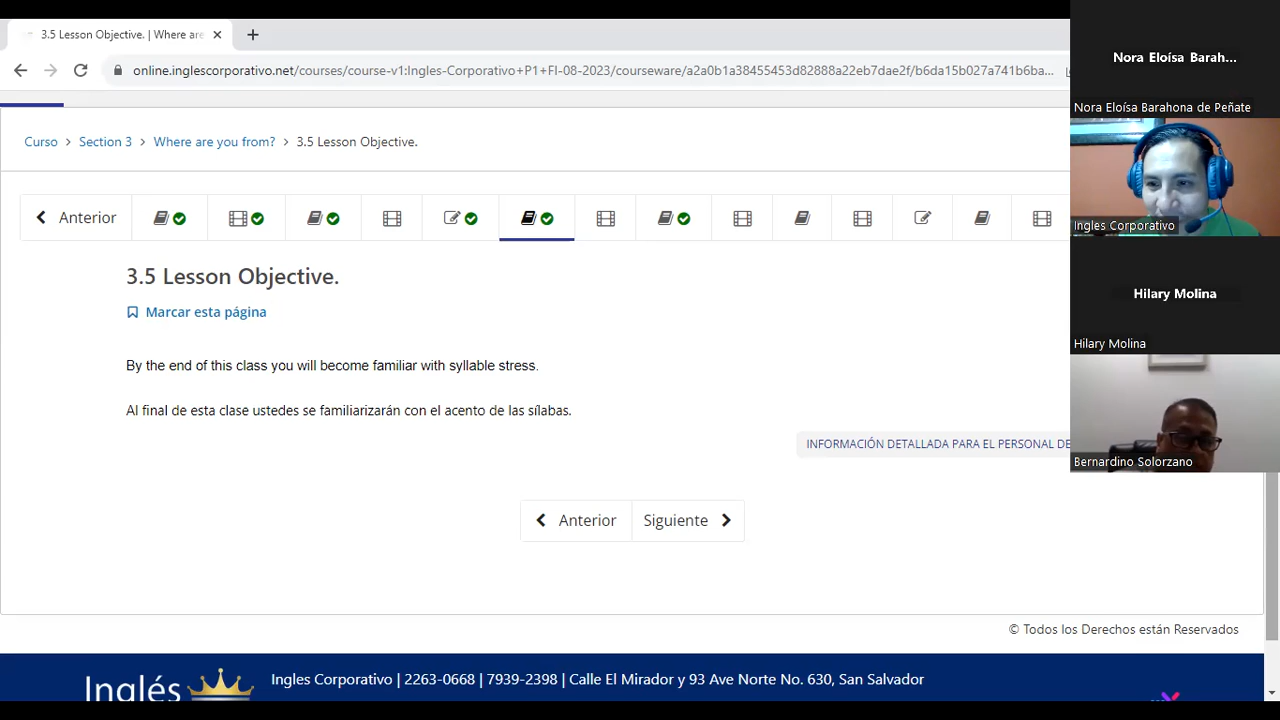 3.5 Lesson Objective. | Where are
online.inglescorporativo.net/courses/course-v1:Ingles-Corporativo+P1+FI-08-2023/courseware/a2a0b1a38455453d82888a22eb7dae2f/b6da15b027a741b6ba...
Curso > Section 3 > Where are you from? > 3.5 Lesson Objective.
Anterior
3.5 Lesson Objective.
Marcar esta página
By the end of this class you will become familiar with syllable stress.
Al final de esta clase ustedes se familiarizarán con el acento de las sílabas.
INFORMACIÓN DETALLADA PARA EL PERSONAL DE
Anterior
Siguiente
© Todos los Derechos están Reservados
Inglés
Ingles Corporativo | 2263-0668 | 7939-2398 | Calle El Mirador y 93 Ave Norte No. 630, San Salvador
Nora Eloísa Barah...
Nora Eloísa Barahona de Peñate
Ingles Corporativo
Hilary Molina
Hilary Molina
Bernardino Solorzano